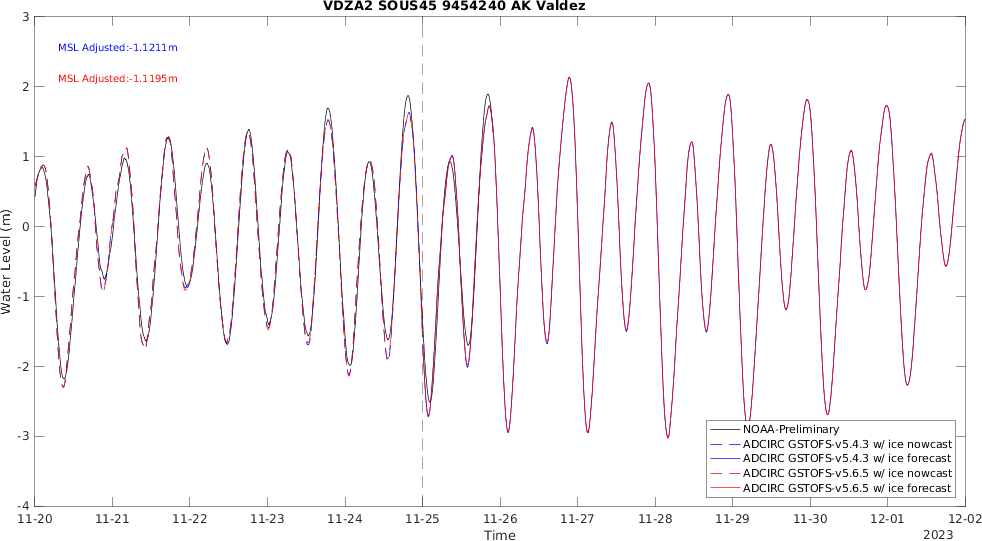 VDZA2 SOUS45 9454240 AK Valdez
MSL Adjusted:-1.1211m
MSL Adjusted:-1.1195m
3
2
1
0
-1
-2
-3
-4
Water Level (m)
NOAA-Preliminary
ADCIRC GSTOFS-v5.4.3 w/ ice nowcast
ADCIRC GSTOFS-v5.4.3 w/ ice forecast
ADCIRC GSTOFS-v5.6.5 w/ ice nowcast
ADCIRC GSTOFS-v5.6.5 w/ ice forecast
11-20 11-21 11-22 11-23 11-24 11-25 11-26 11-27 11-28 11-29 11-30 12-01 12-02
Time
2023